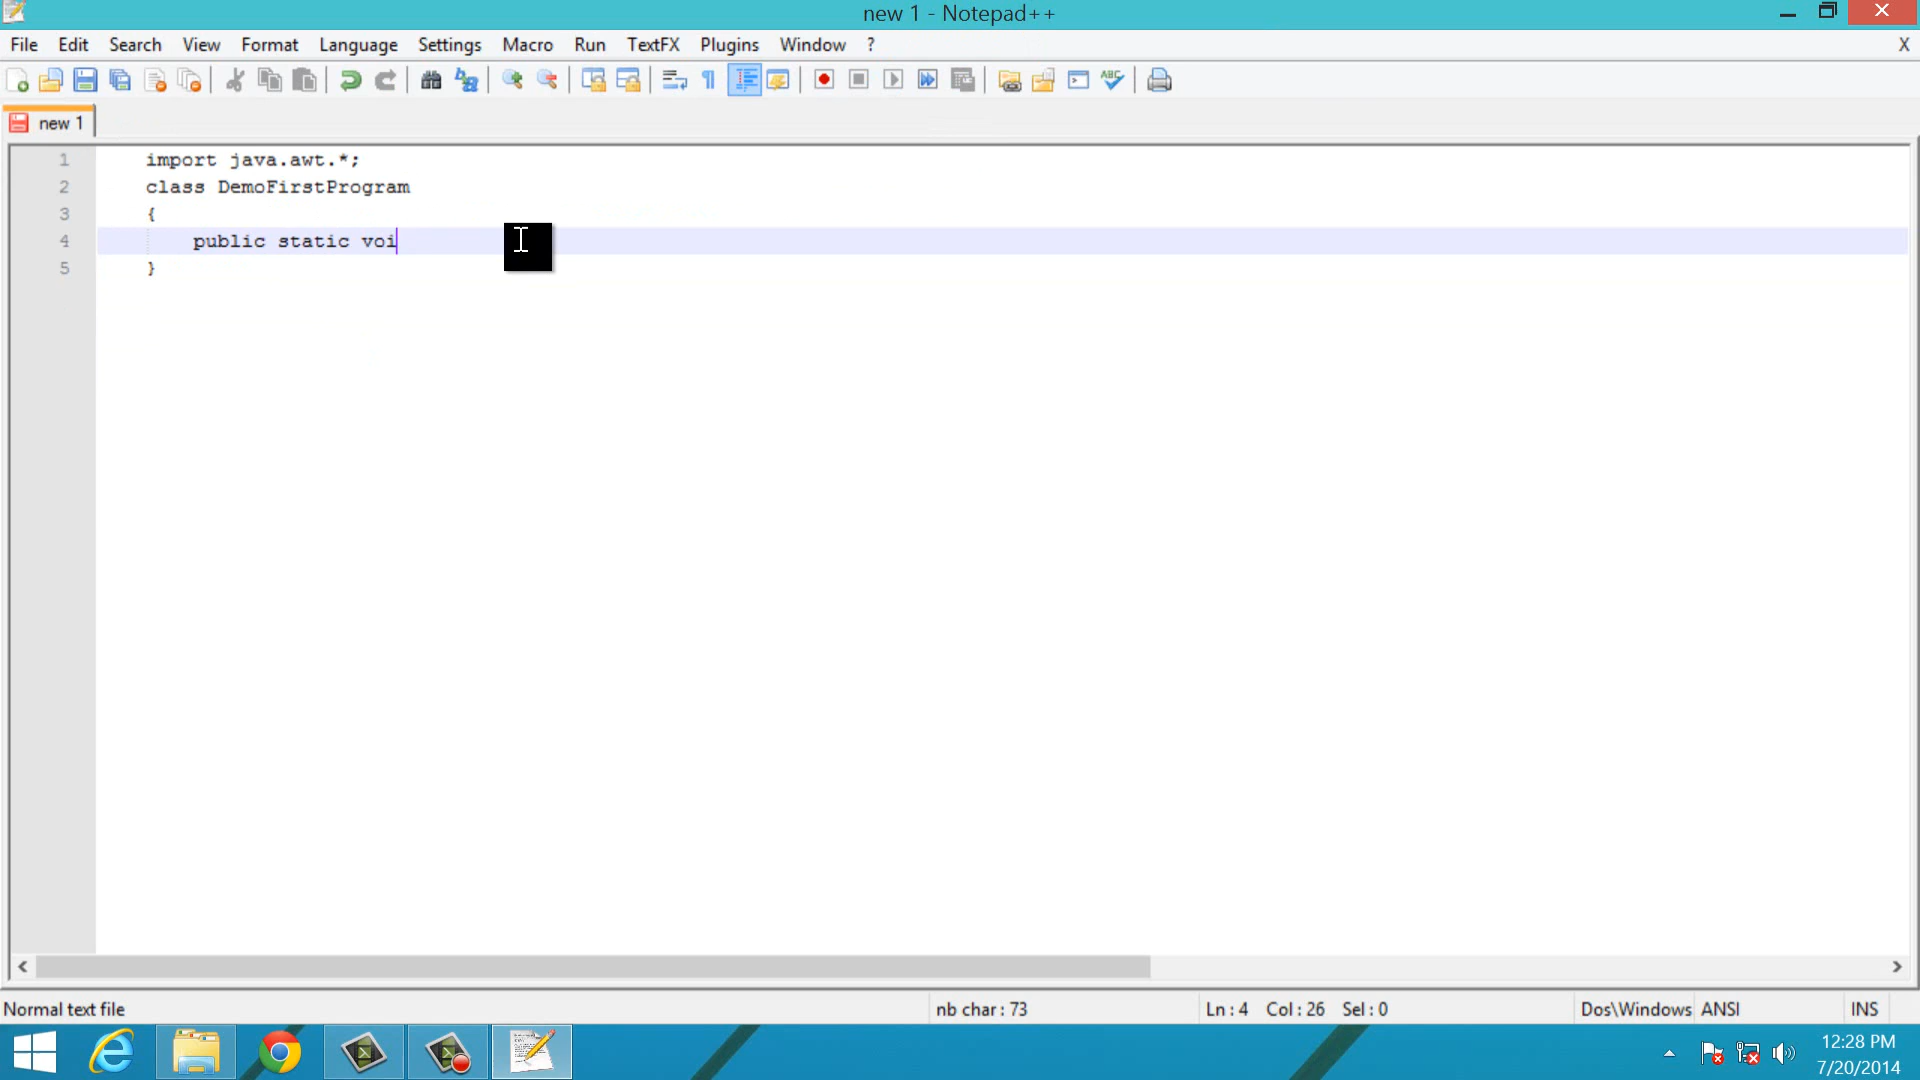 new 1 - Notepad++
File Edit Search View Format Language Settings Macro Run TextFX Plugins Window ? X
new 1
1 import java.awt.*;
2 class DemoFirstProgram
3 {
4 public static voi
5 }
Normal text file nb char : 73 Ln : 4 Col : 26 Sel : 0 Dos\Windows ANSI INS
12:28 PM
7/20/2014